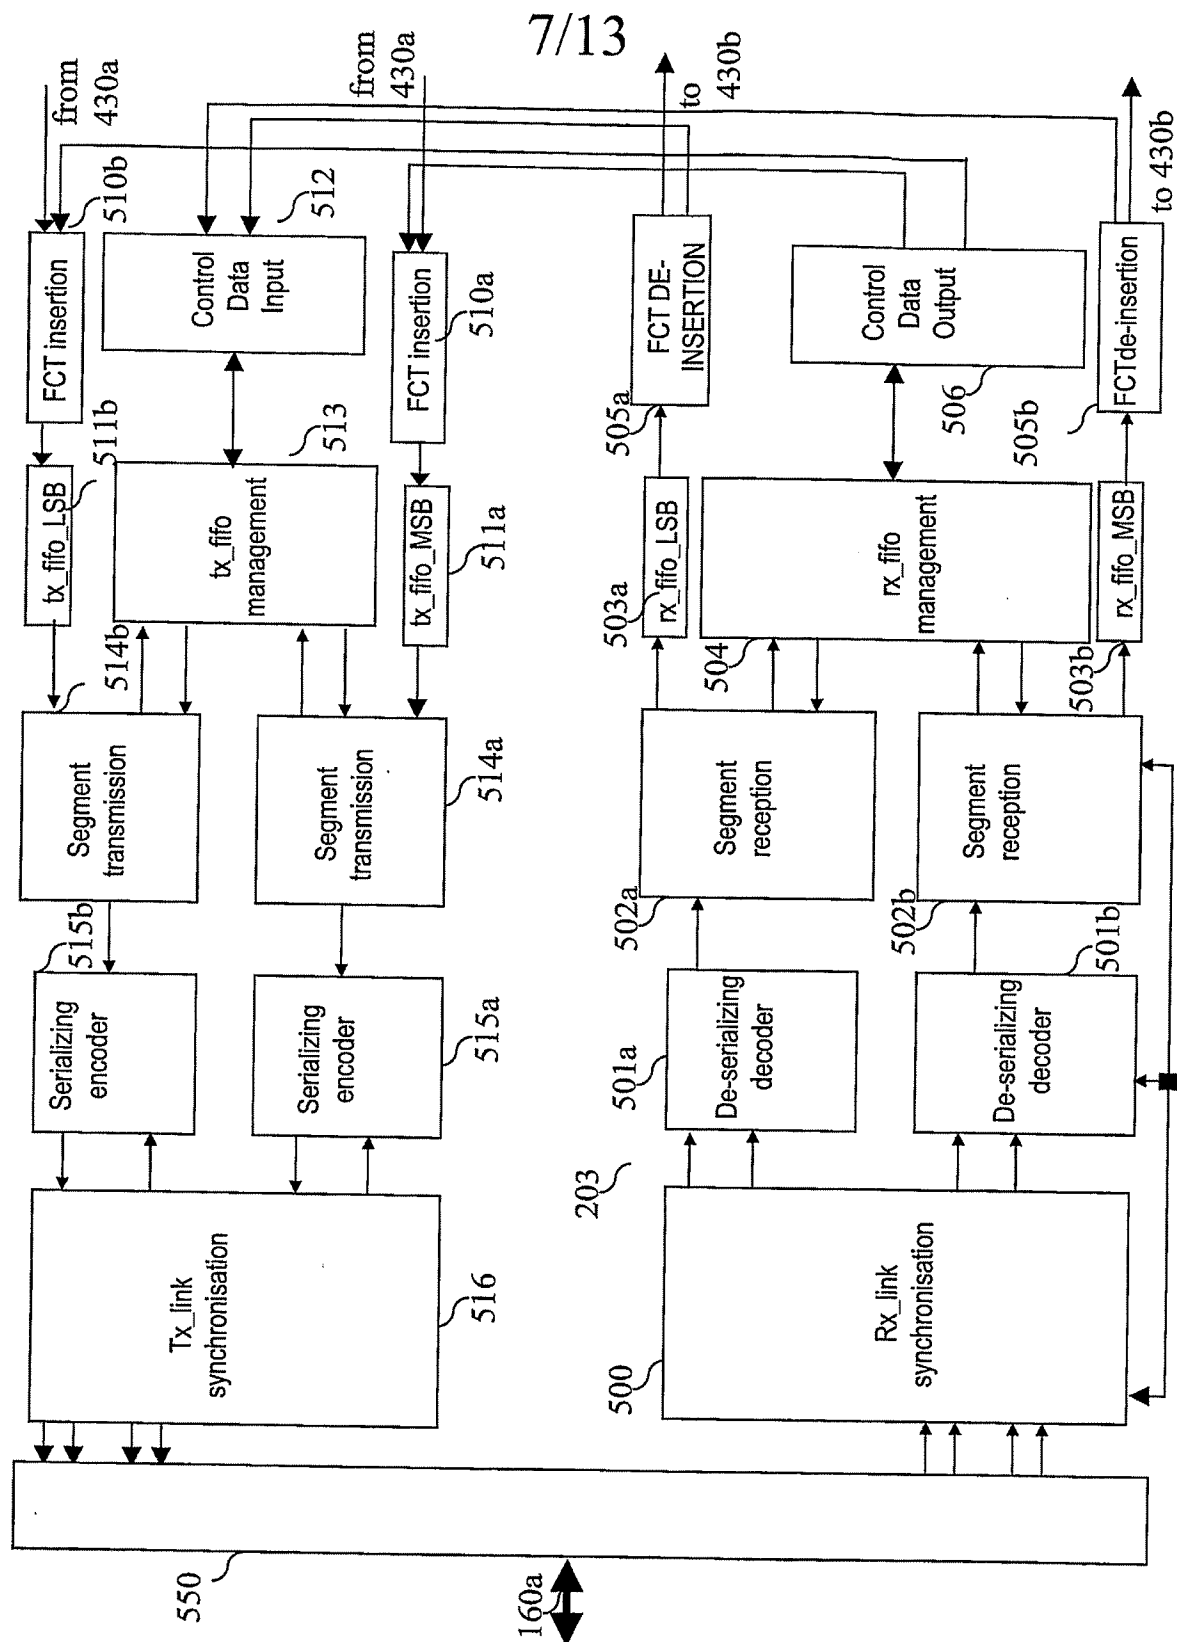 7/13
from
430a
510b
FCT insertion
511b
tx_fifo_LSB
514b
Segment
transmission
515b
Serializing
encoder
512
Control
Data
Input
513
tx_fifo
management
from
430a
FCT insertion
510a
tx_fifo_MSB
511a
Segment
transmission
514a
Serializing
encoder
515a
Tx_link
synchronisation
516
to
430b
FCT DE-
INSERTION
505a
rx_fifo_LSB
503a
Segment
reception
502a
De-serializing
decoder
501a
203
Control
Data
Output
506
rx_fifo
management
504
to 430b
FCTde-insertion
505b
rx_fifo_MSB
503b
Segment
reception
502b
De-serializing
decoder
501b
Rx_link
synchronisation
500
550
160a